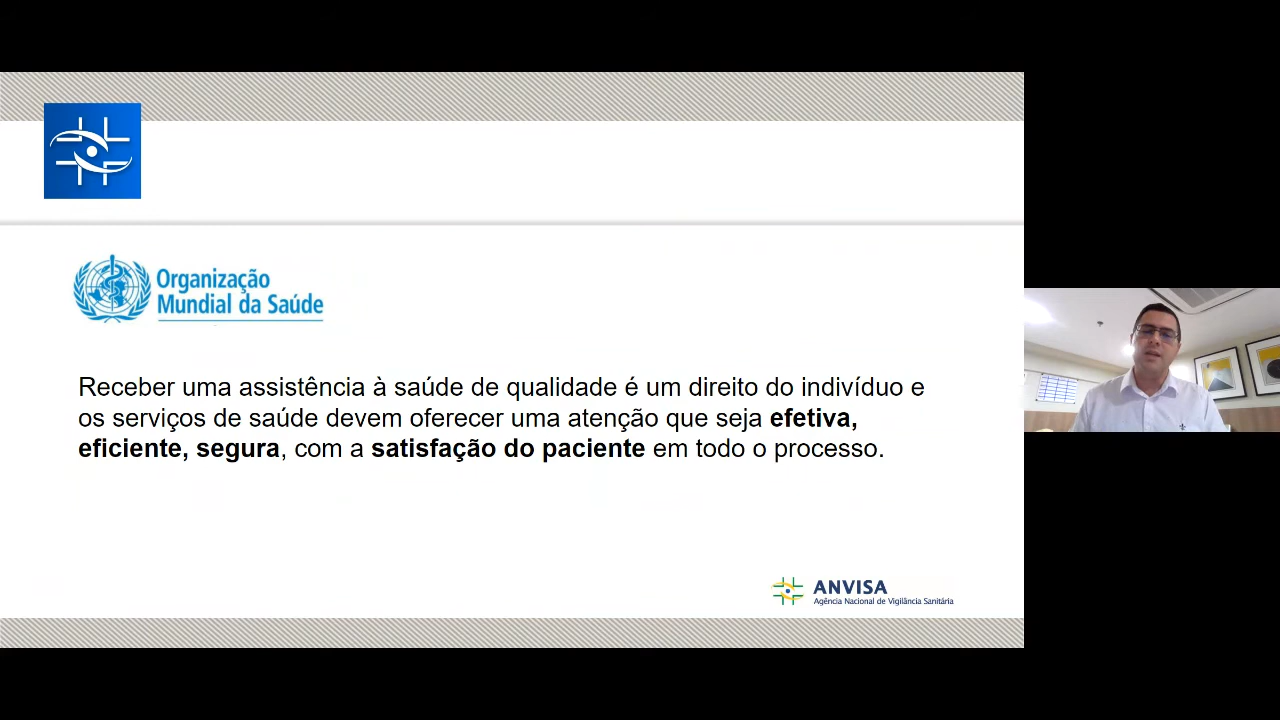 Organização
Mundial da Saúde
Receber uma assistência à saúde de qualidade é um direito do indivíduo e
os serviços de saúde devem oferecer uma atenção que seja efetiva,
eficiente, segura, com a satisfação do paciente em todo o processo.
ANVISA
Agência Nacional de Vigilância Sanitária